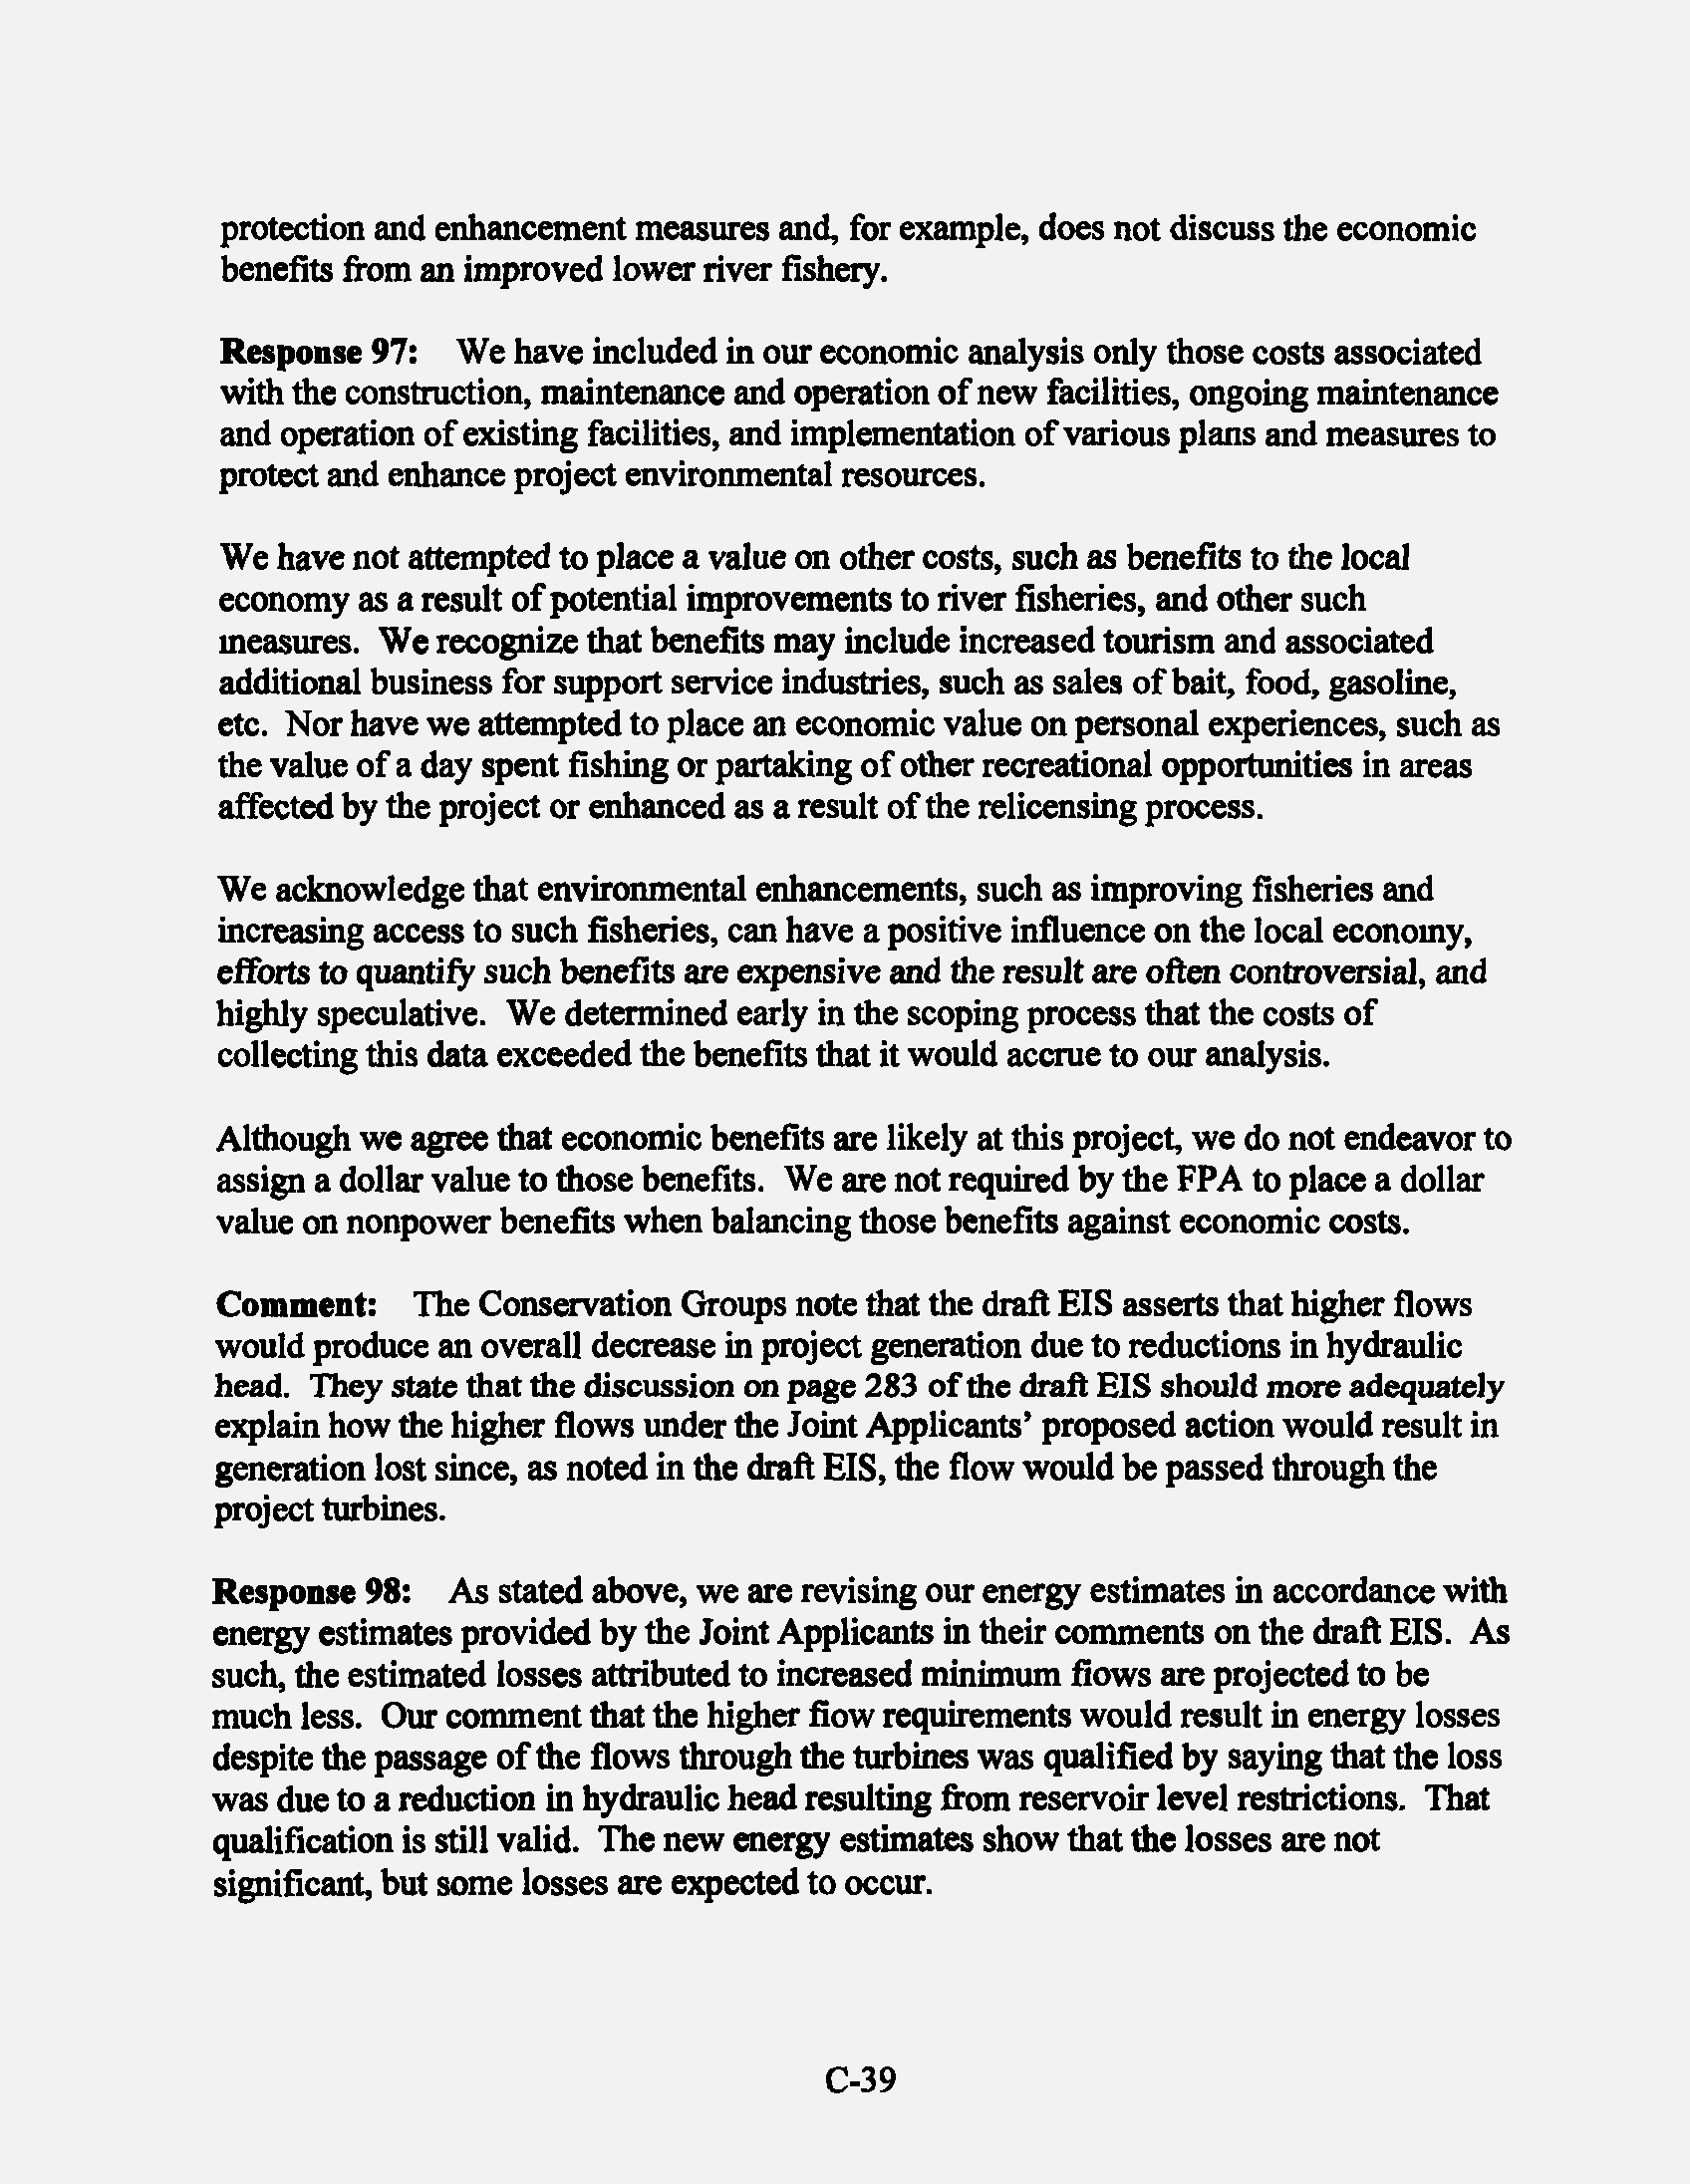 protection and enhancement measures and, for example, does not discuss the economic
benefits from an improved lower river fishery.
Response 97: We have included in our economic analysis only those costs associated
with the construction, maintenance and operation of new facilities, ongoing maintenance
and operation of existing facilities, and implementation of various plans and measures to
protect and enhance project environmental resources.
We have not attempted to place a value on other costs, such as benefits to the local
economy as a result of potential improvements to river fisheries, and other such
measures. We recognize that benefits may include increased tourism and associated
additional business for support service industries, such as sales of bait, food, gasoline,
etc. Nor have we attempted to place an economic value on personal experiences, such as
the value of a day spent fishing or partaking of other recreational opportunities in areas
affected by the project or enhanced as a result of the relicensing process.
We acknowledge that environmental enhancements, such as improving fisheries and
increasing access to such fisheries, can have a positive influence on the local economy,
efforts to quantify such benefits are expensive and the result are often controversial, and
highly speculative. We determined early in the scoping process that the costs of
collecting this data exceeded the benefits that it would accrue to our analysis.
Although we agree that economic benefits are likely at this project, we do not endeavor to
assign a dollar value to those benefits. We are not required by the FPA to place a dollar
value on nonpower benefits when balancing those benefits against economic costs.
Comment: The Conservation Groups note that the draft EIS asserts that higher flows
would produce an overall decrease in project generation due to reductions in hydraulic
head. They state that the discussion on page 283 of the draft EIS should more adequately
explain how the higher flows under the Joint Applicants' proposed action would result in
generation lost since, as noted in the draft EIS, the flow would be passed through the
project turbines.
Response 98: As stated above, we are revising our energy estimates in accordance with
energy estimates provided by the Joint Applicants in their comments on the draft EIS. As
such, the estimated losses attributed to increased minimum flows are projected to be
much less. Our comment that the higher flow requirements would result in energy losses
despite the passage of the flows through the turbines was qualified by saying that the loss
was due to a reduction in hydraulic head resulting from reservoir level restrictions. That
qualification is still valid. The new energy estimates show that the losses are not
significant, but some losses are expected to occur.
C-39